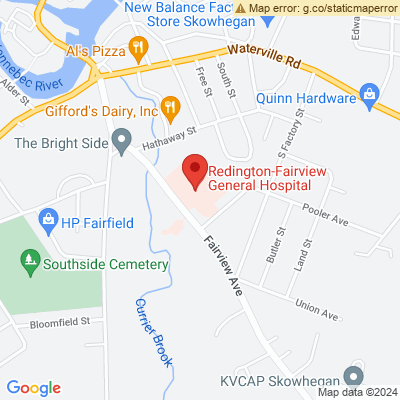 New Balance Fact
Store Skowhegan
Map error: g.co/staticmaperror
Al's Pizza
Waterville Rd
Edwa
nnebec River
Alder St
Free St
South St
Gifford's Dairy, Inc
Quinn Hardware
Hathaway St
S Factory St
The Bright Side
Redington-Fairview
General Hospital
Pooler Ave
HP Fairfield
Butler St
Land St
Fairview Ave
Southside Cemetery
Union Ave
Currier Brook
Bloomfield St
KVCAP Skowhegan
Google
Map data ©2024